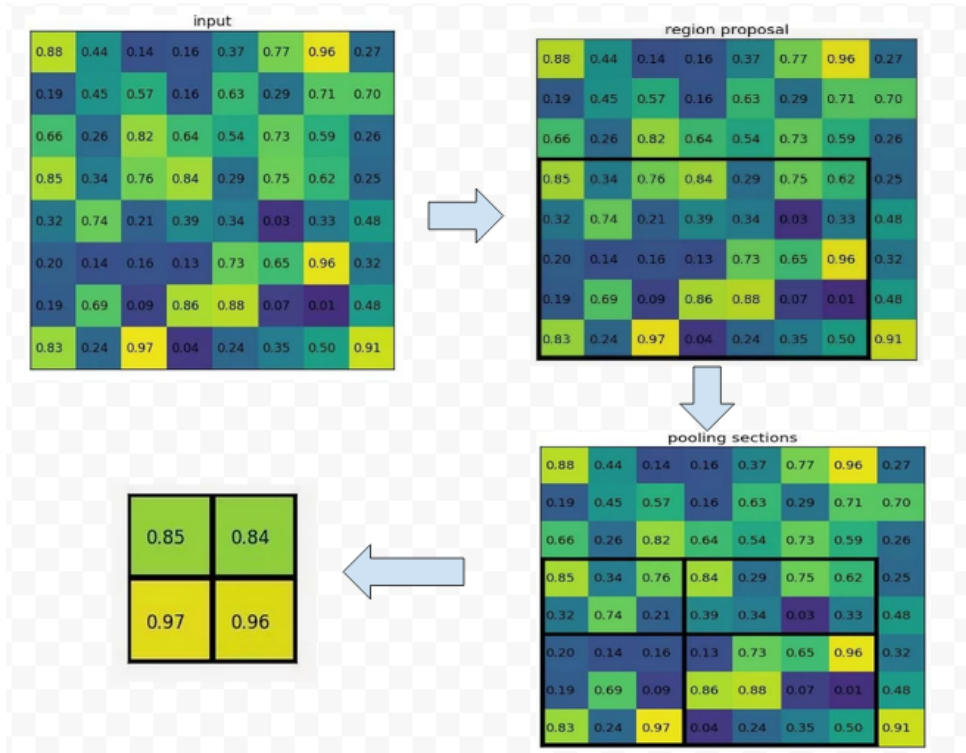 input
0.88 0.44 0.14 0.16 0.37 0.77 0.96 0.27
0.19 0.45 0.57 0.16 0.63 0.29 0.71 0.70
0.66 0.26 0.82 0.64 0.54 0.73 0.59 0.26
0.85 0.34 0.76 0.84 0.29 0.75 0.62 0.25
0.32 0.74 0.21 0.39 0.34 0.03 0.33 0.48
0.20 0.14 0.16 0.13 0.73 0.65 0.96 0.32
0.19 0.69 0.09 0.86 0.88 0.07 0.01 0.48
0.83 0.24 0.97 0.04 0.24 0.35 0.50 0.91
region proposal
0.88 0.44 0.14 0.16 0.37 0.77 0.96 0.27
0.19 0.45 0.57 0.16 0.63 0.29 0.71 0.70
0.66 0.26 0.82 0.64 0.54 0.73 0.59 0.26
0.85 0.34 0.76 0.84 0.29 0.75 0.62 0.25
0.32 0.74 0.21 0.39 0.34 0.03 0.33 0.48
0.20 0.14 0.16 0.13 0.73 0.65 0.96 0.32
0.19 0.69 0.09 0.86 0.88 0.07 0.01 0.48
0.83 0.24 0.97 0.04 0.24 0.35 0.50 0.91
pooling sections
0.88 0.44 0.14 0.16 0.37 0.77 0.96 0.27
0.19 0.45 0.57 0.16 0.63 0.29 0.71 0.70
0.66 0.26 0.82 0.64 0.54 0.73 0.59 0.26
0.85 0.34 0.76 0.84 0.29 0.75 0.62 0.25
0.32 0.74 0.21 0.39 0.34 0.03 0.33 0.48
0.20 0.14 0.16 0.13 0.73 0.65 0.96 0.32
0.19 0.69 0.09 0.86 0.88 0.07 0.01 0.48
0.83 0.24 0.97 0.04 0.24 0.35 0.50 0.91
0.85 0.84
0.97 0.96